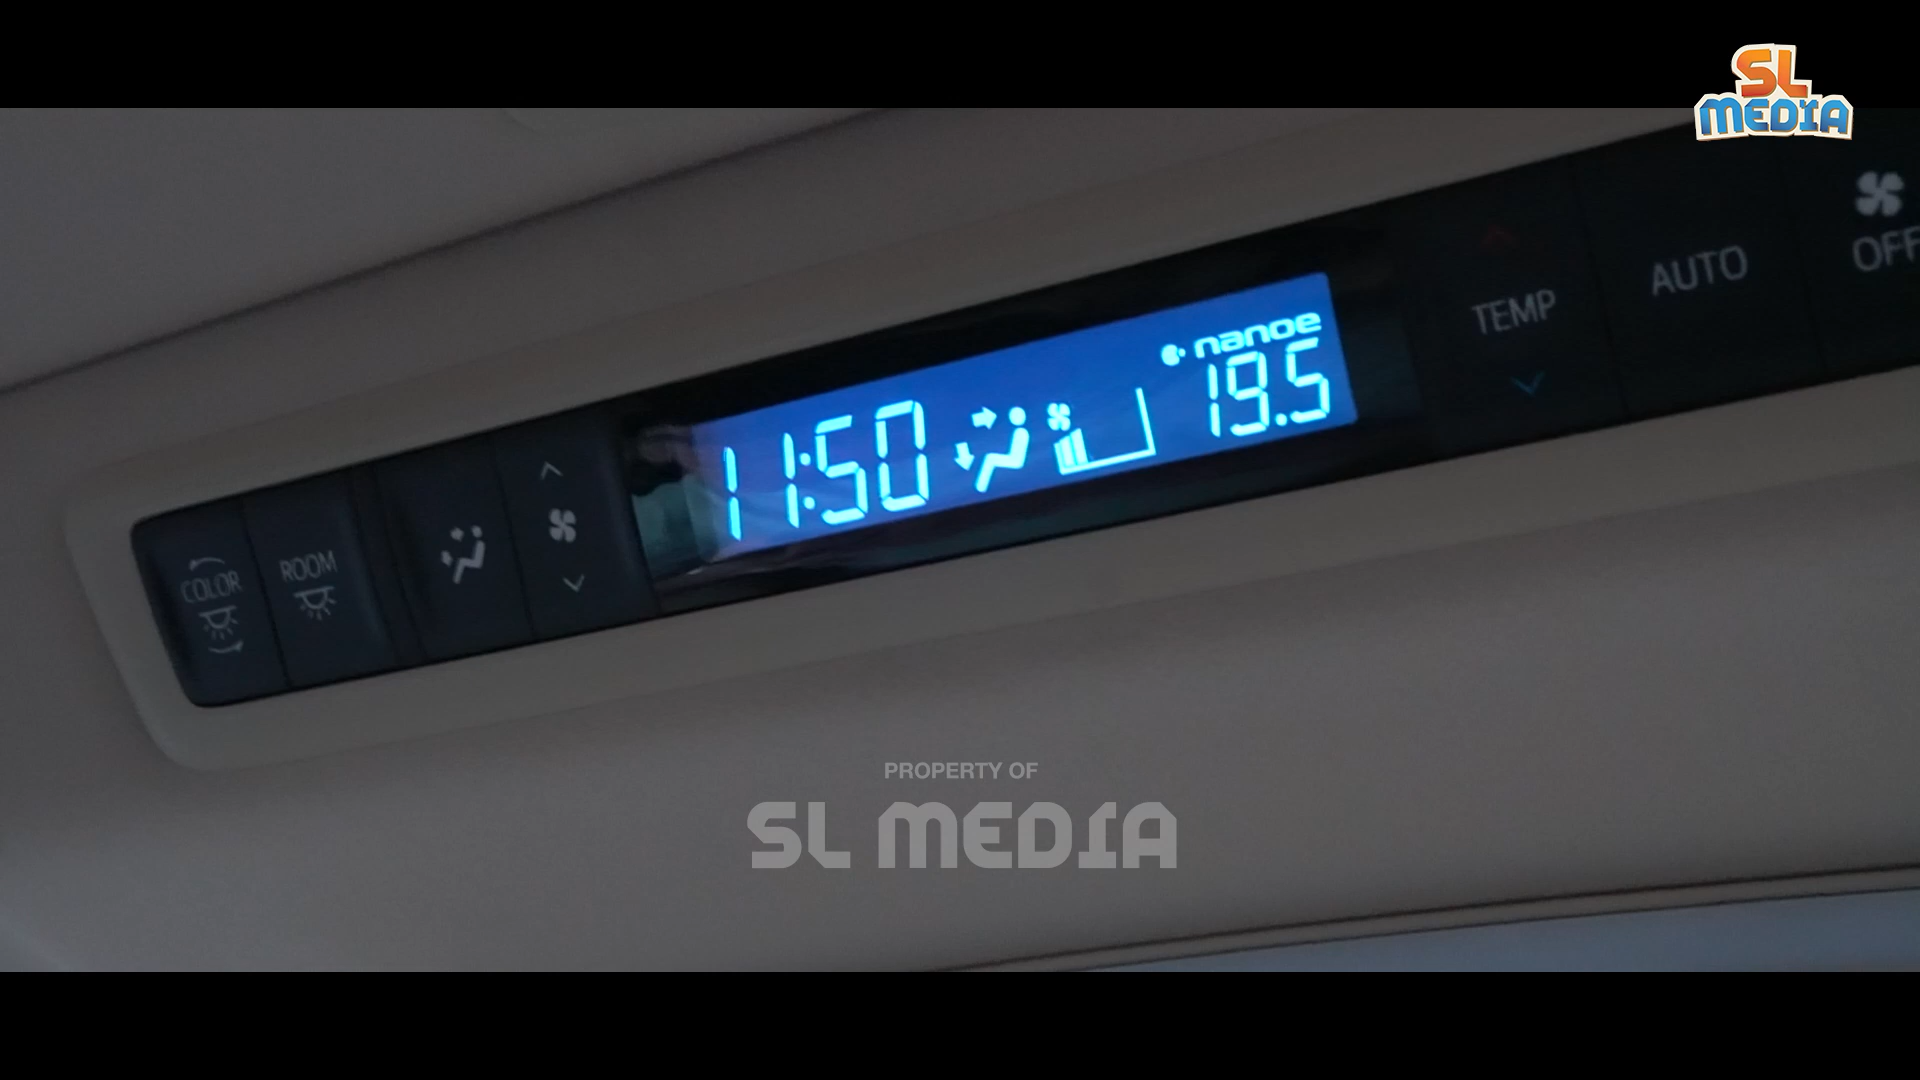 SL
MEDIA
OFF
AUTO
TEMP
nanoe
19.5
11:50
ROOM
COLOR
PROPERTY OF
SL MEDIA